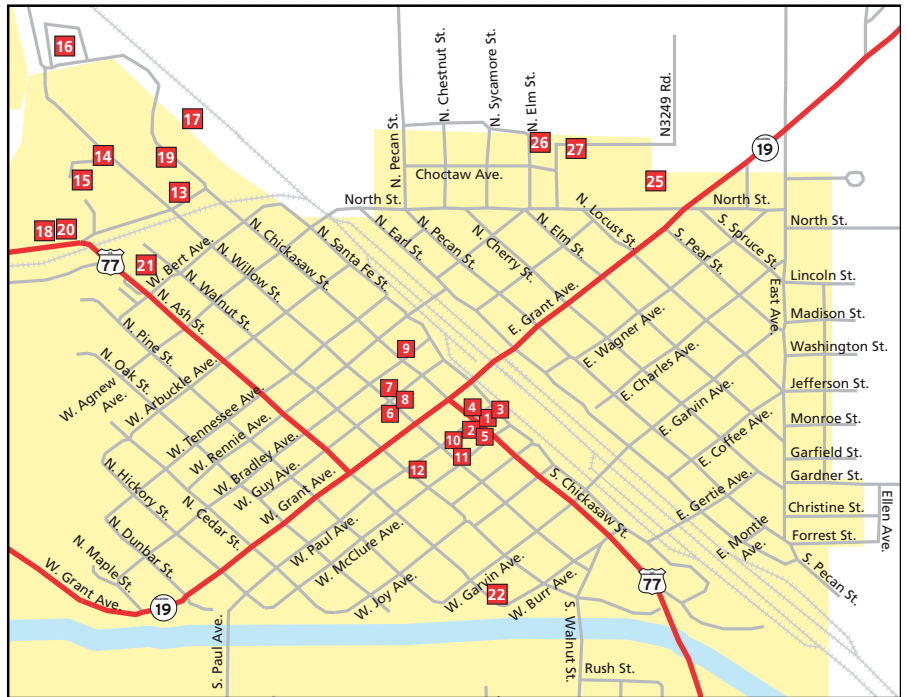 16
17
14
19
15
13
18
20
77
21
N. Pecan St.
N. Chestnut St.
N. Sycamore St.
N. Elm St.
N3249 Rd.
26
27
25
19
Choctaw Ave.
North St.
North St.
North St.
N. Earl St.
N. Pecan St.
N. Cherry St.
N. Elm St.
N. Locust St.
S. Pear St.
S. Spruce St.
East Ave.
Lincoln St.
Madison St.
Washington St.
Jefferson St.
Monroe St.
Garfield St.
Gardner St.
Christine St.
Forrest St.
Ellen Ave.
W. Bert Ave.
N. Willow St.
N. Chickasaw St.
N. Santa Fe St.
N. Walnut St.
N. Ash St.
N. Pine St.
N. Oak St.
W. Agnew
Ave.
W. Arbuckle Ave.
W. Tennessee Ave.
W. Rennie Ave.
W. Bradley Ave.
W. Guy Ave.
W. Grant Ave.
E. Grant Ave.
E. Wagner Ave.
E. Charles Ave.
E. Garvin Ave.
E. Coffee Ave.
E. Gertie Ave.
E. Montie
Ave.
S. Pecan St.
9
7
8
6
4
3
1
2
5
10
11
12
N. Hickory St.
N. Cedar St.
N. Dunbar St.
N. Maple St.
W. Grant Ave.
19
W. Paul Ave.
W. McClure Ave.
W. Joy Ave.
W. Garvin Ave.
W. Burr Ave.
22
S. Chickasaw St.
77
S. Paul Ave.
S. Walnut St.
Rush St.